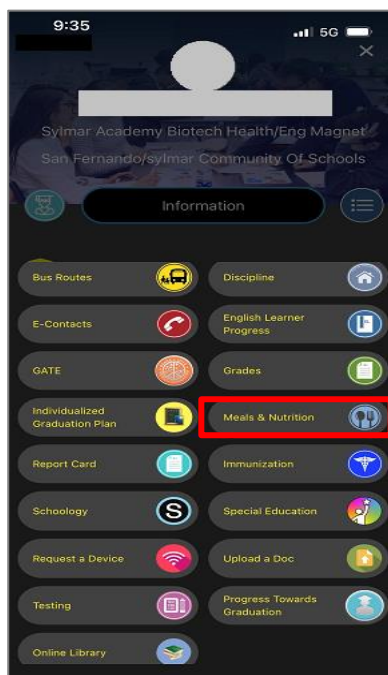 9:35
5G
Sylmar Academy Biotech Health/Eng Magnet
San Fernando/sylmar Community Of Schools
Information
Bus Routes
Discipline
E-Contacts
English Learner
Progress
GATE
Grades
Individualized
Graduation Plan
Meals & Nutrition
Report Card
Immunization
Schoology
S
Special Education
Request a Device
Upload a Doc
Testing
Progress Towards
Graduation
Online Library